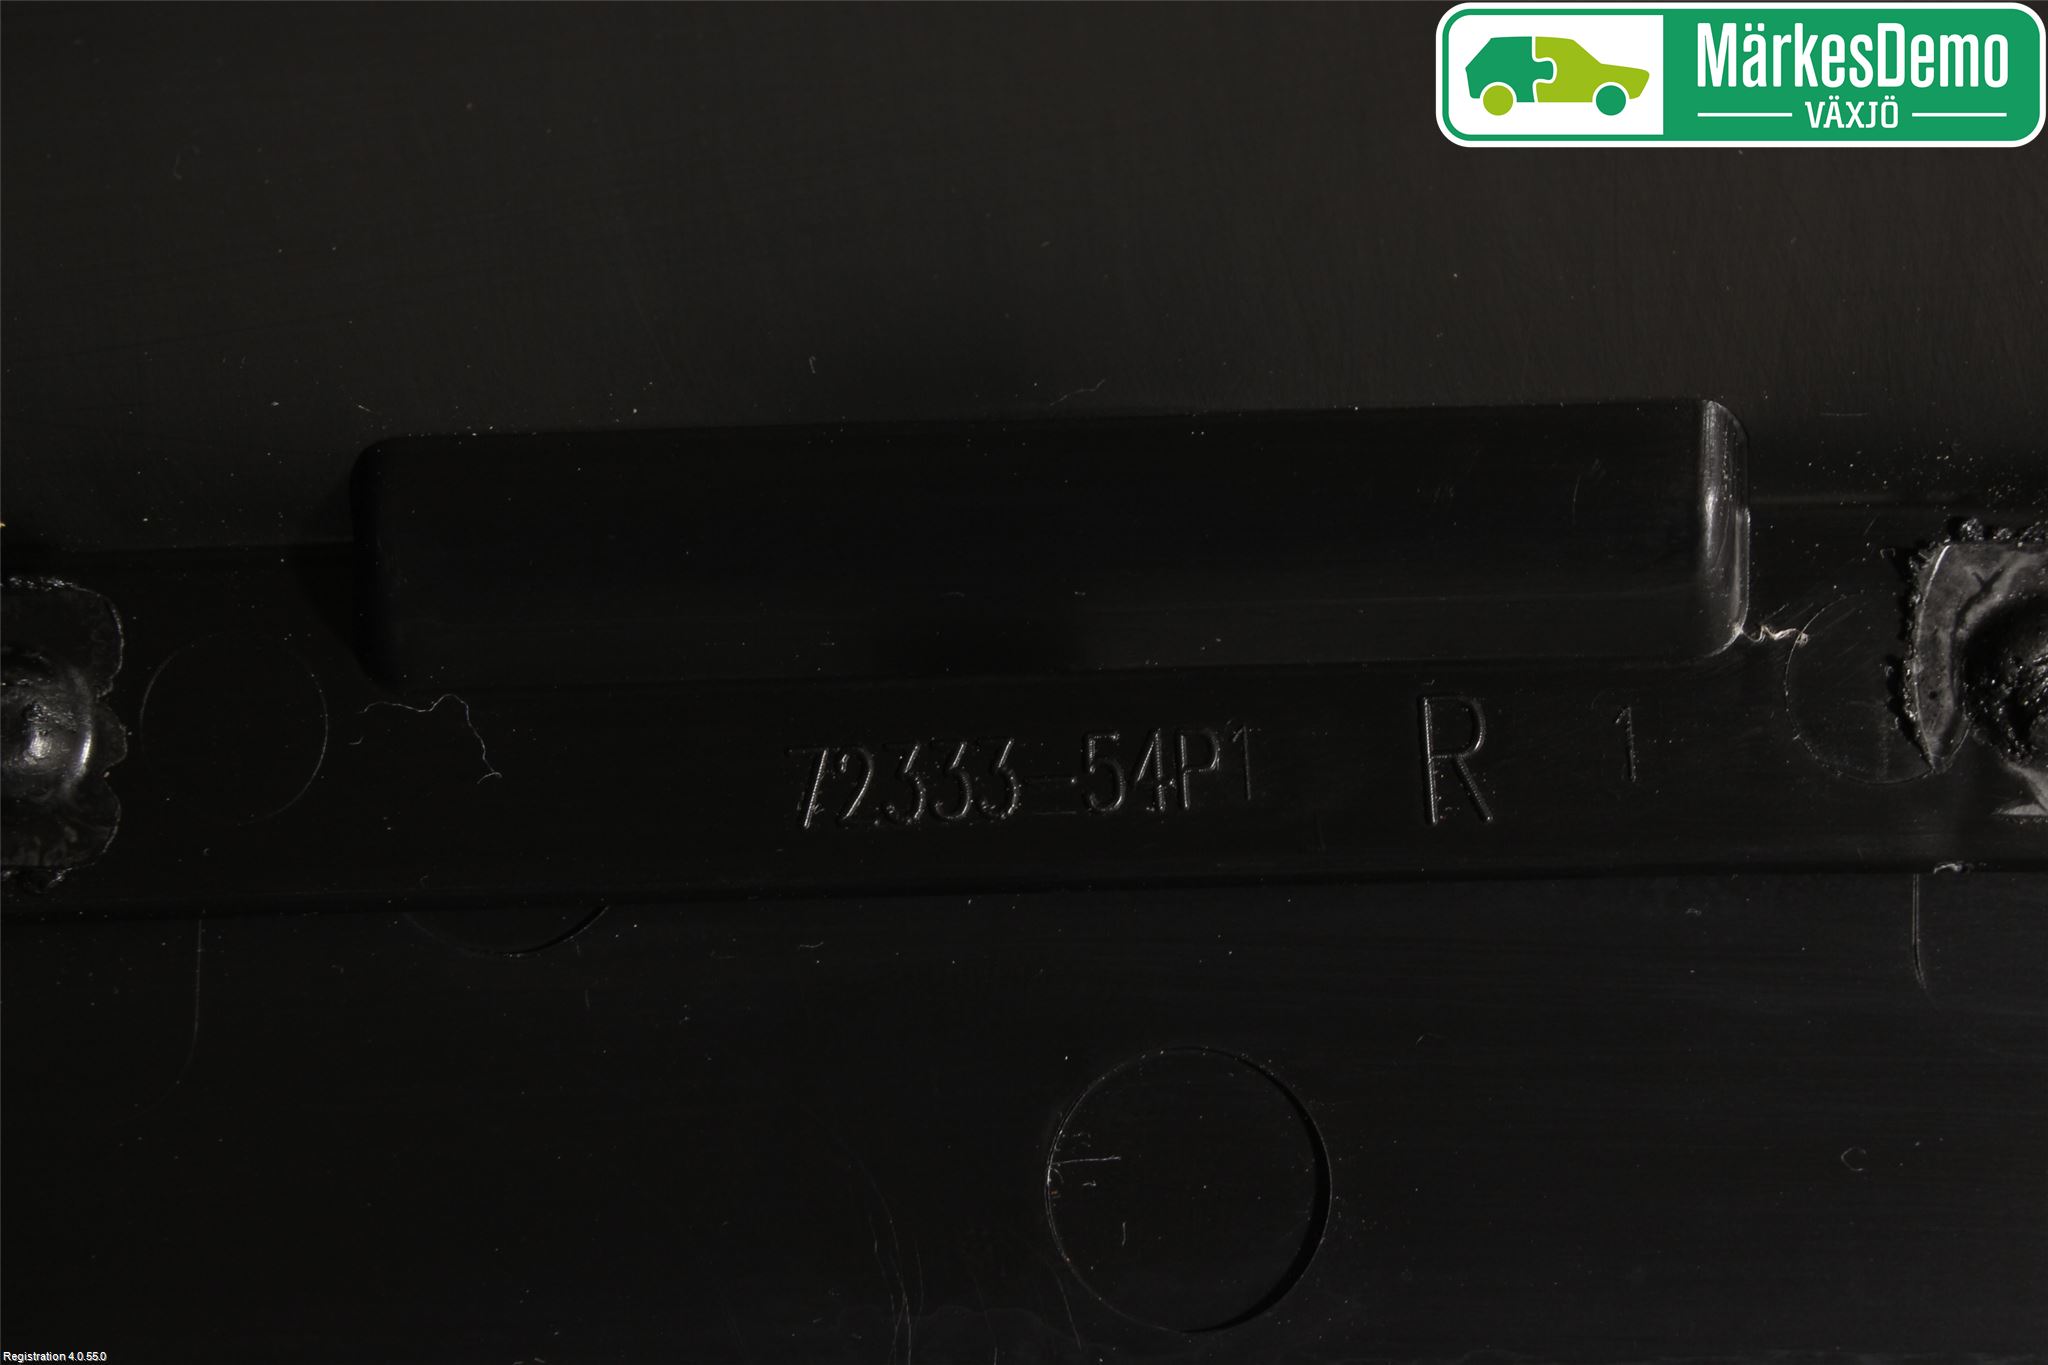 MärkesDemo
VÄXJÖ
72333-54P1 R 1
Registration 4.0.55.0